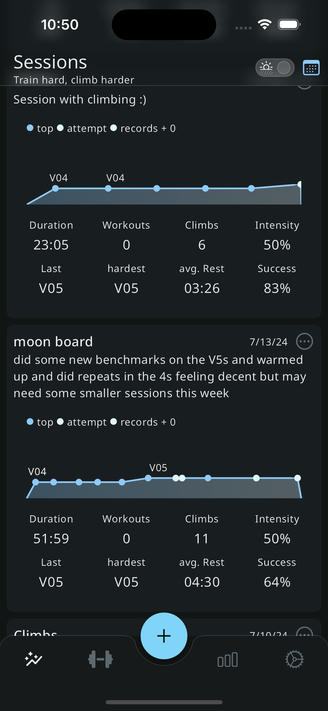 10:50
Sessions
Train hard, climb harder
Session with climbing :)
top attempt records + 0
V04 V04
Duration Workouts Climbs Intensity
23:05 0 6 50%
Last hardest avg. Rest Success
V05 V05 03:26 83%
moon board 7/13/24
did some new benchmarks on the V5s and warmed
up and did repeats in the 4s feeling decent but may
need some smaller sessions this week
top attempt records + 0
V04 V05
Duration Workouts Climbs Intensity
51:59 0 11 50%
Last hardest avg. Rest Success
V05 V05 04:30 64%
Climbs 7/10/24